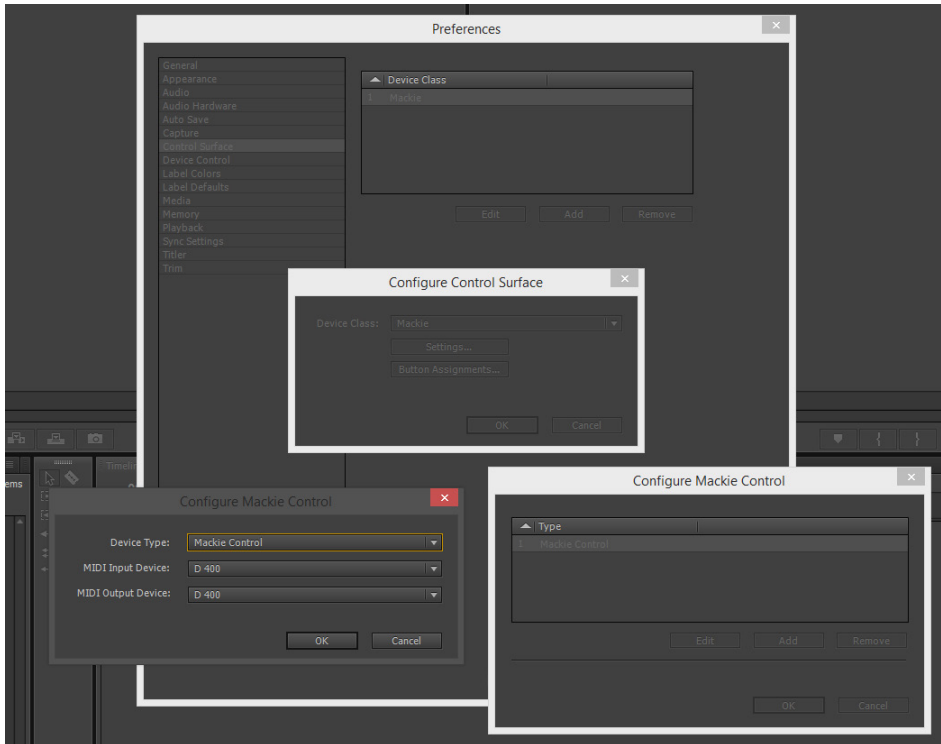 Preferences
General
Appearance
Audio
Audio Hardware
Auto Save
Capture
Control Surface
Device Control
Label Colors
Label Defaults
Media
Memory
Playback
Sync Settings
Titler
Trim
Device Class
1 Mackie
Edit Add Remove
Configure Control Surface
Device Class: Mackie
Settings...
Button Assignments...
OK Cancel
ems
Configure Mackie Control
Device Type: Mackie Control
MIDI Input Device: D 400
MIDI Output Device: D 400
OK Cancel
Configure Mackie Control
Type
1 Mackie Control
Edit Add Remove
OK Cancel